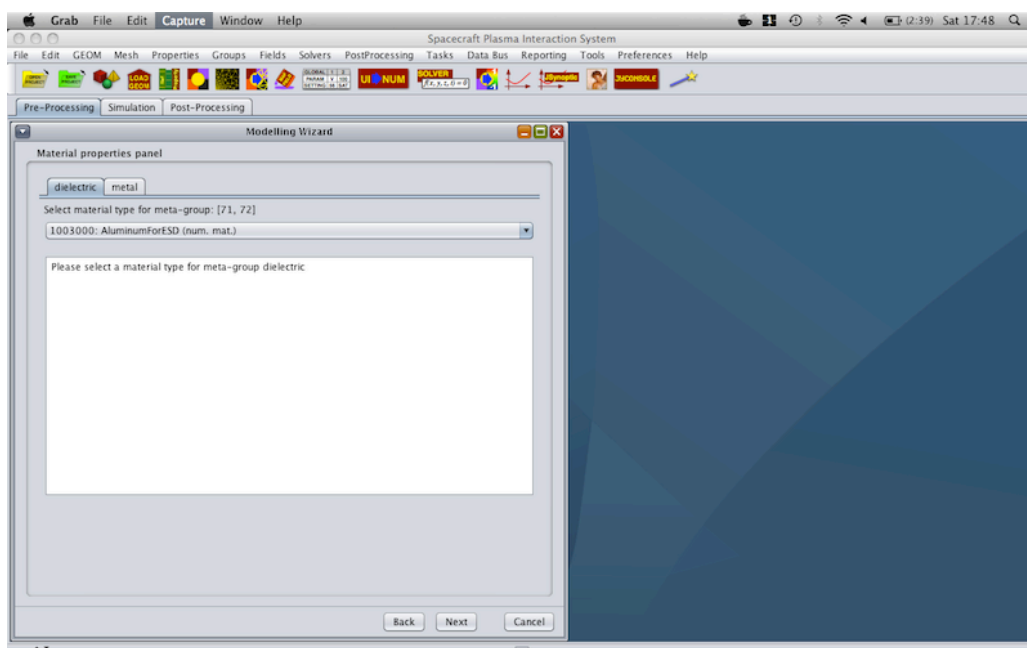 Grab File Edit Capture Window Help (2:39) Sat 17:48
Spacecraft Plasma Interaction System
File Edit GEOM Mesh Properties Groups Fields Solvers PostProcessing Tasks Data Bus Reporting Tools Preferences Help
LOAD GEOM UI NUM SOLVER JSynoptic JUCONSOLE
Pre-Processing Simulation Post-Processing
Modelling Wizard
Material properties panel
dielectric metal
Select material type for meta-group: [71, 72]
1003000: AluminumForESD (num. mat.)
Please select a material type for meta-group dielectric
Back Next Cancel